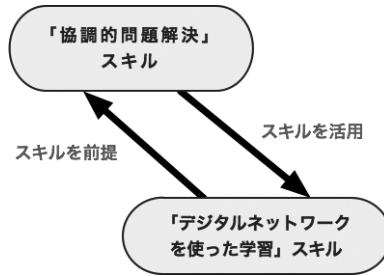 「協調的問題解決」
スキル
スキルを活用
スキルを前提
「デジタルネットワーク
を使った学習」スキル